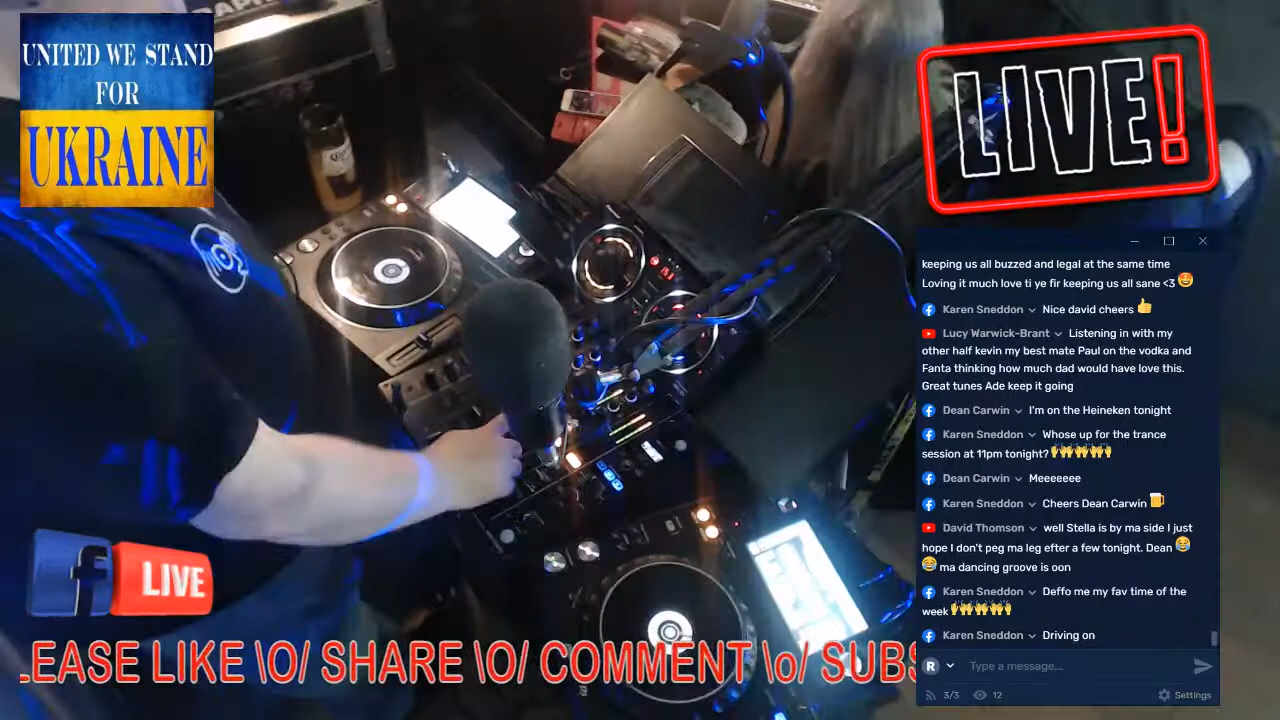 UNITED WE STAND
FOR
UKRAINE
LIVE!
keeping us all buzzed and legal at the same time
Loving it much love ti ye fir keeping us all sane <3 🤩
Karen Sneddon Nice david cheers 👍
Lucy Warwick-Brant Listening in with my
other half kevin my best mate Paul on the vodka and
Fanta thinking how much dad would have love this.
Great tunes Ade keep it going
Dean Carwin I'm on the Heineken tonight
Karen Sneddon Whose up for the trance
session at 11pm tonight? 🙌🙌🙌🙌
Dean Carwin Meeeeeee
Karen Sneddon Cheers Dean Carwin 🍺
David Thomson well Stella is by ma side I just
hope I don't peg ma leg efter a few tonight. Dean 😂
😂 ma dancing groove is oon
Karen Sneddon Deffo me my fav time of the
week 🙌🙌🙌🙌
Karen Sneddon Driving on
R Type a message...
3/3 12 Settings
f LIVE
EASE LIKE \O/ SHARE \O/ COMMENT \o/ SUBS